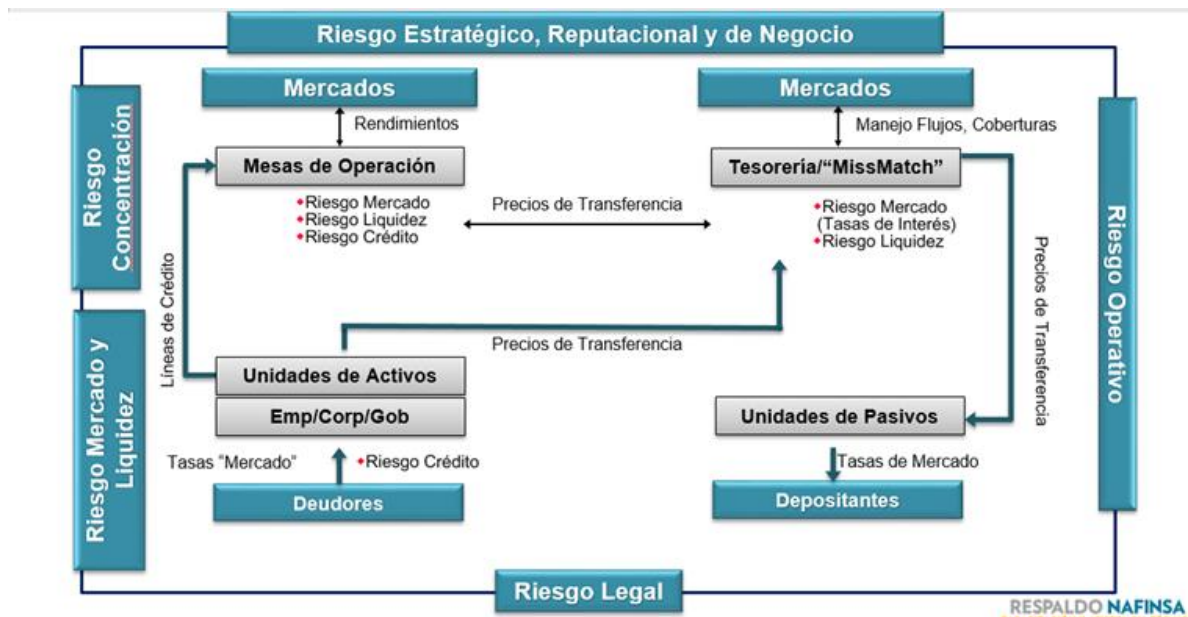 Riesgo Estratégico, Reputacional y de Negocio
Mercados
Mercados
Rendimientos
Manejo Flujos, Coberturas
Riesgo
Concentración
Mesas de Operación
Tesorería/“MissMatch”
Riesgo Mercado
Riesgo Liquidez
Riesgo Crédito
Precios de Transferencia
Riesgo Mercado
(Tasas de Interés)
Riesgo Liquidez
Líneas de Crédito
Precios de Transferencia
Riesgo Operativo
Precios de Transferencia
Riesgo Mercado y
Liquidez
Unidades de Activos
Emp/Corp/Gob
Unidades de Pasivos
Tasas “Mercado”
Riesgo Crédito
Tasas de Mercado
Deudores
Depositantes
Riesgo Legal
RESPALDO NAFINSA